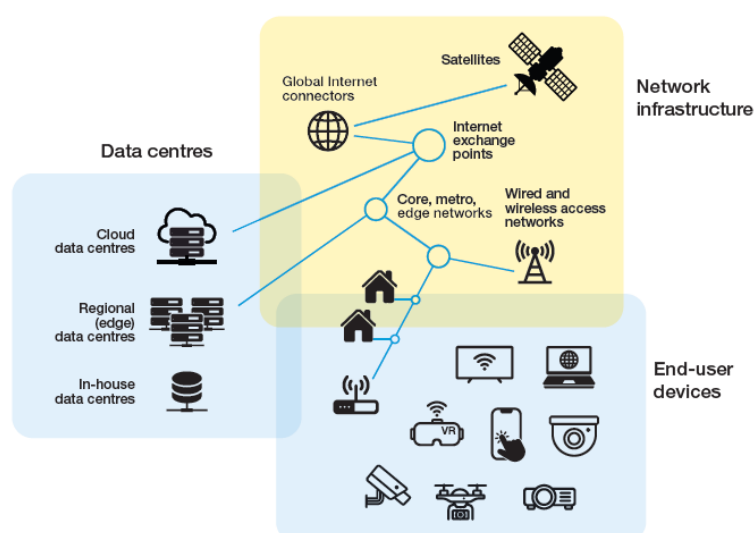 Satellites
Global Internet
connectors
Network
infrastructure
Internet
exchange
points
Data centres
Core, metro,
edge networks
Wired and
wireless access
networks
Cloud
data centres
Regional
(edge)
data centres
In-house
data centres
End-user
devices
VR